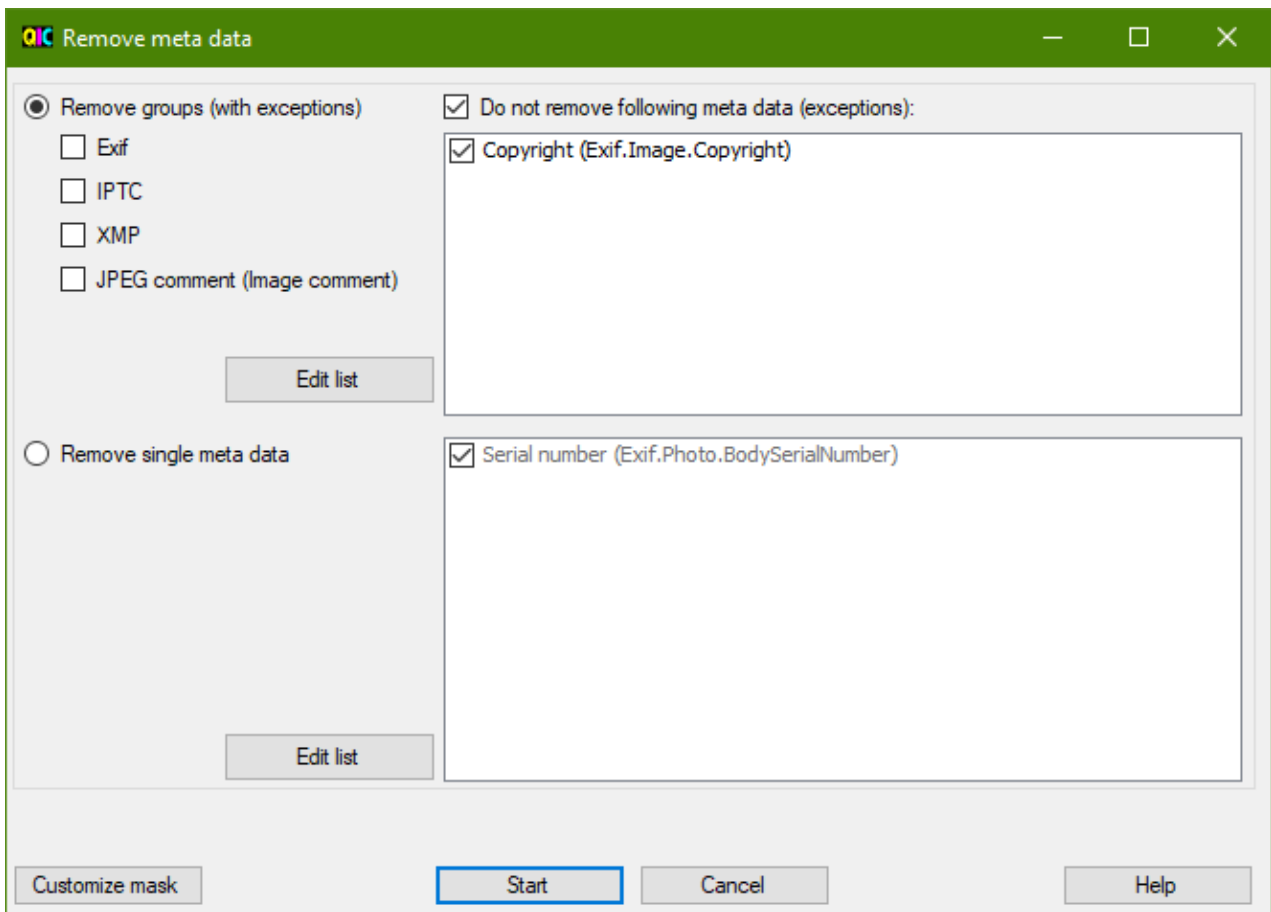 QIC Remove meta data
Remove groups (with exceptions)
Do not remove following meta data (exceptions):
Exif
Copyright (Exif.Image.Copyright)
IPTC
XMP
JPEG comment (Image comment)
Edit list
Remove single meta data
Serial number (Exif.Photo.BodySerialNumber)
Edit list
Customize mask
Start
Cancel
Help